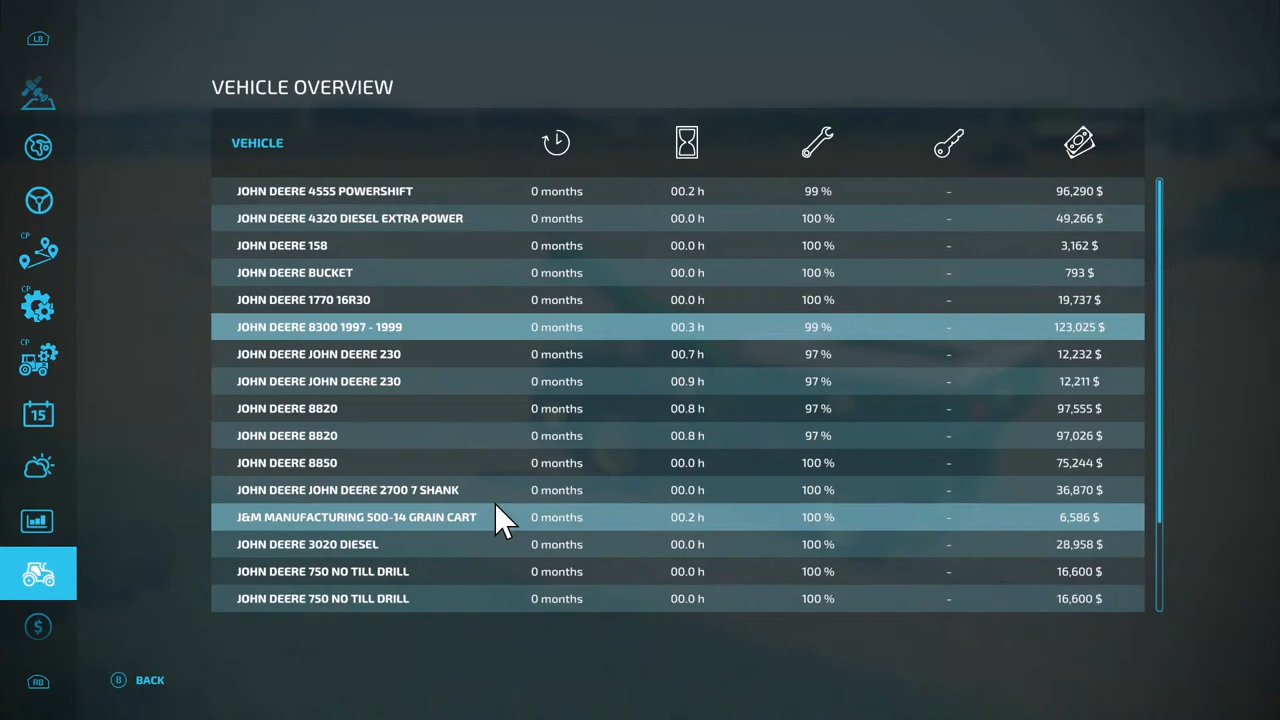 LB
VEHICLE OVERVIEW
VEHICLE
JOHN DEERE 4555 POWERSHIFT 0 months 00.2 h 99 % - 96,290 $
JOHN DEERE 4320 DIESEL EXTRA POWER 0 months 00.0 h 100 % - 49,266 $
JOHN DEERE 158 0 months 00.0 h 100 % - 3,162 $
JOHN DEERE BUCKET 0 months 00.0 h 100 % - 793 $
JOHN DEERE 1770 16R30 0 months 00.0 h 100 % - 19,737 $
JOHN DEERE 8300 1997 - 1999 0 months 00.3 h 99 % - 123,025 $
JOHN DEERE JOHN DEERE 230 0 months 00.7 h 97 % - 12,232 $
JOHN DEERE JOHN DEERE 230 0 months 00.9 h 97 % - 12,211 $
JOHN DEERE 8820 0 months 00.8 h 97 % - 97,555 $
JOHN DEERE 8820 0 months 00.8 h 97 % - 97,026 $
JOHN DEERE 8850 0 months 00.0 h 100 % - 75,244 $
JOHN DEERE JOHN DEERE 2700 7 SHANK 0 months 00.0 h 100 % - 36,870 $
J&M MANUFACTURING 500-14 GRAIN CART 0 months 00.2 h 100 % - 6,586 $
JOHN DEERE 3020 DIESEL 0 months 00.0 h 100 % - 28,958 $
JOHN DEERE 750 NO TILL DRILL 0 months 00.0 h 100 % - 16,600 $
JOHN DEERE 750 NO TILL DRILL 0 months 00.0 h 100 % - 16,600 $
CP
CP
CP
15
$
RB
B BACK